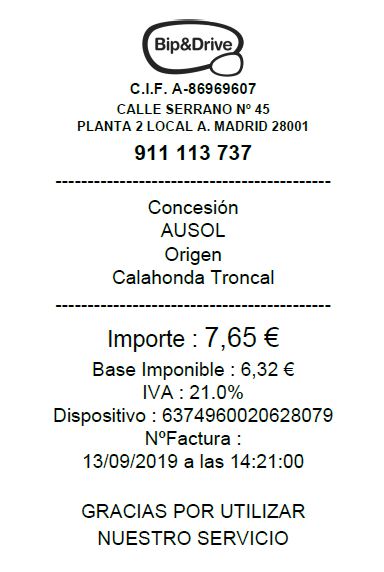 Bip&Drive
C.I.F. A-86969607
CALLE SERRANO Nº 45
PLANTA 2 LOCAL A. MADRID 28001
911 113 737
-------------------------------------------
Concesión
AUSOL
Origen
Calahonda Troncal
-------------------------------------------
Importe : 7,65 €
Base Imponible : 6,32 €
IVA : 21.0%
Dispositivo : 6374960020628079
NºFactura :
13/09/2019 a las 14:21:00
GRACIAS POR UTILIZAR
NUESTRO SERVICIO